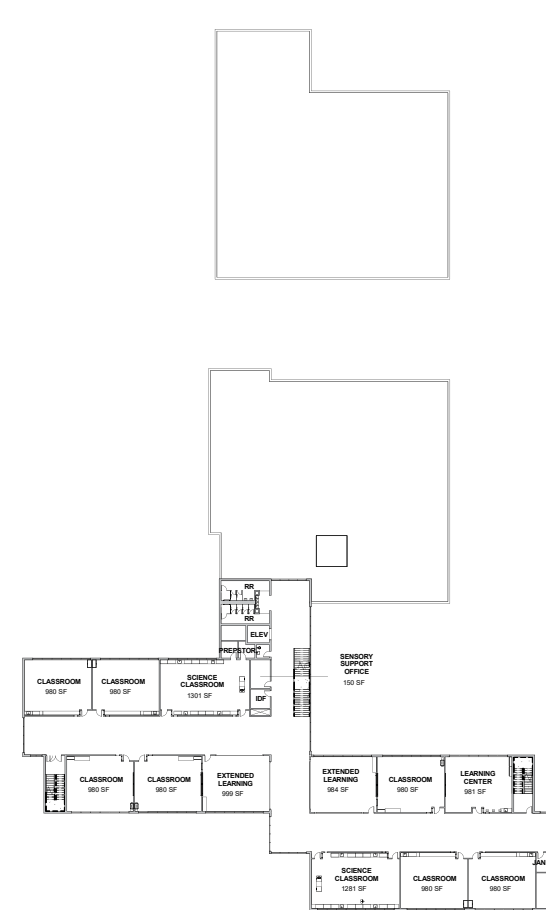 RR
RR
ELEV
PREP STOR
SENSORY
SUPPORT
OFFICE
150 SF
CLASSROOM
980 SF
CLASSROOM
980 SF
SCIENCE
CLASSROOM
1301 SF
IDF
CLASSROOM
980 SF
CLASSROOM
980 SF
EXTENDED
LEARNING
999 SF
EXTENDED
LEARNING
984 SF
CLASSROOM
980 SF
LEARNING
CENTER
981 SF
SCIENCE
CLASSROOM
1281 SF
CLASSROOM
980 SF
CLASSROOM
980 SF
JAN